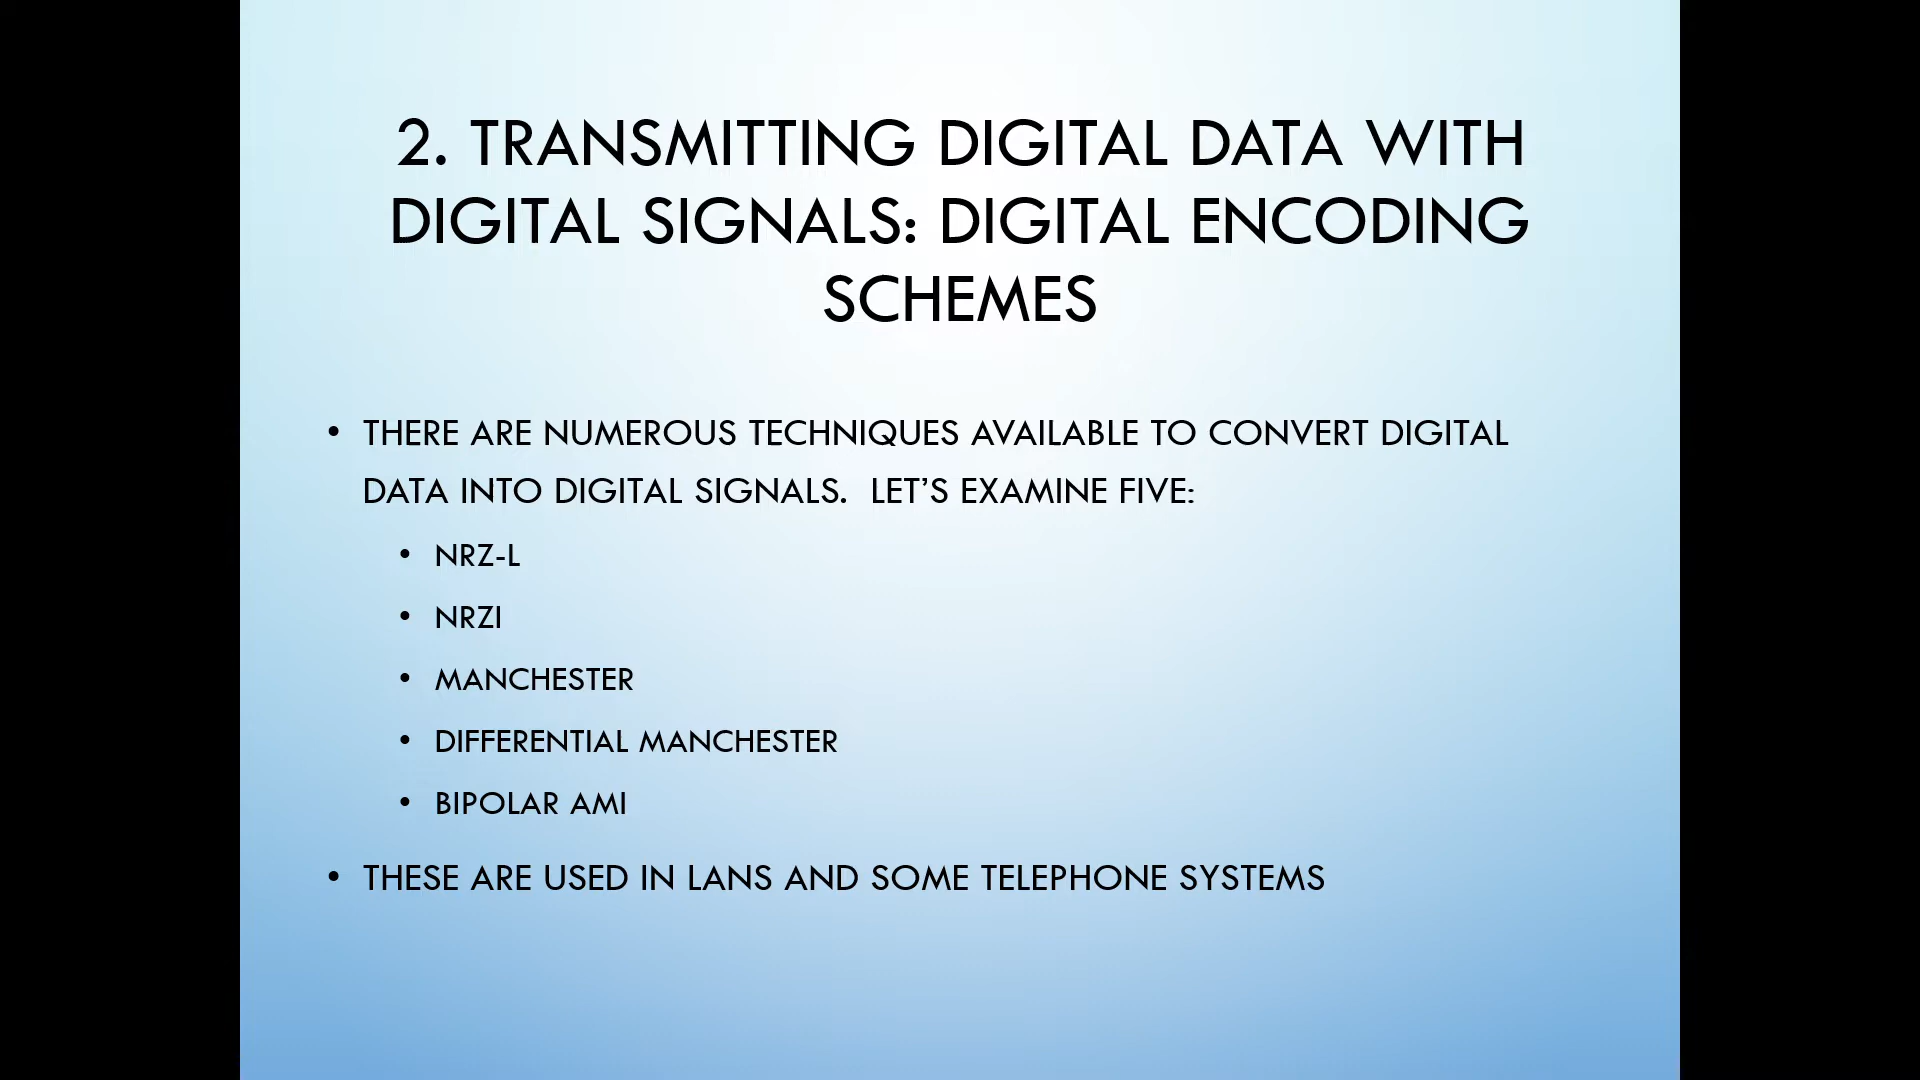 2. TRANSMITTING DIGITAL DATA WITH
DIGITAL SIGNALS: DIGITAL ENCODING
SCHEMES
• THERE ARE NUMEROUS TECHNIQUES AVAILABLE TO CONVERT DIGITAL
DATA INTO DIGITAL SIGNALS.  LET’S EXAMINE FIVE:
• NRZ-L
• NRZI
• MANCHESTER
• DIFFERENTIAL MANCHESTER
• BIPOLAR AMI
• THESE ARE USED IN LANS AND SOME TELEPHONE SYSTEMS